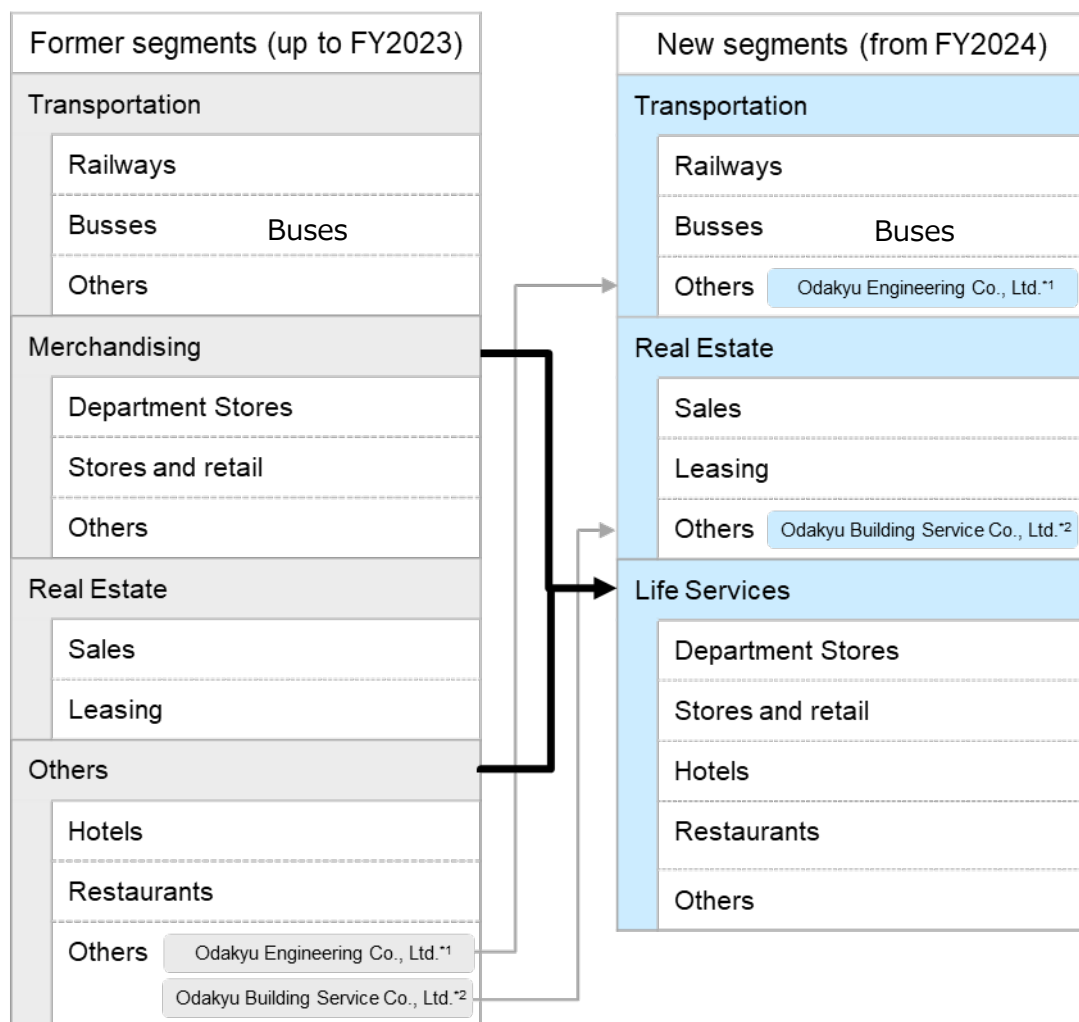 Former segments (up to FY2023)
Transportation
Railways
Busses Buses
Others
Merchandising
Department Stores
Stores and retail
Others
Real Estate
Sales
Leasing
Others
Hotels
Restaurants
Others Odakyu Engineering Co., Ltd.*1
Odakyu Building Service Co., Ltd.*2
New segments (from FY2024)
Transportation
Railways
Busses Buses
Others Odakyu Engineering Co., Ltd.*1
Real Estate
Sales
Leasing
Others Odakyu Building Service Co., Ltd.*2
Life Services
Department Stores
Stores and retail
Hotels
Restaurants
Others